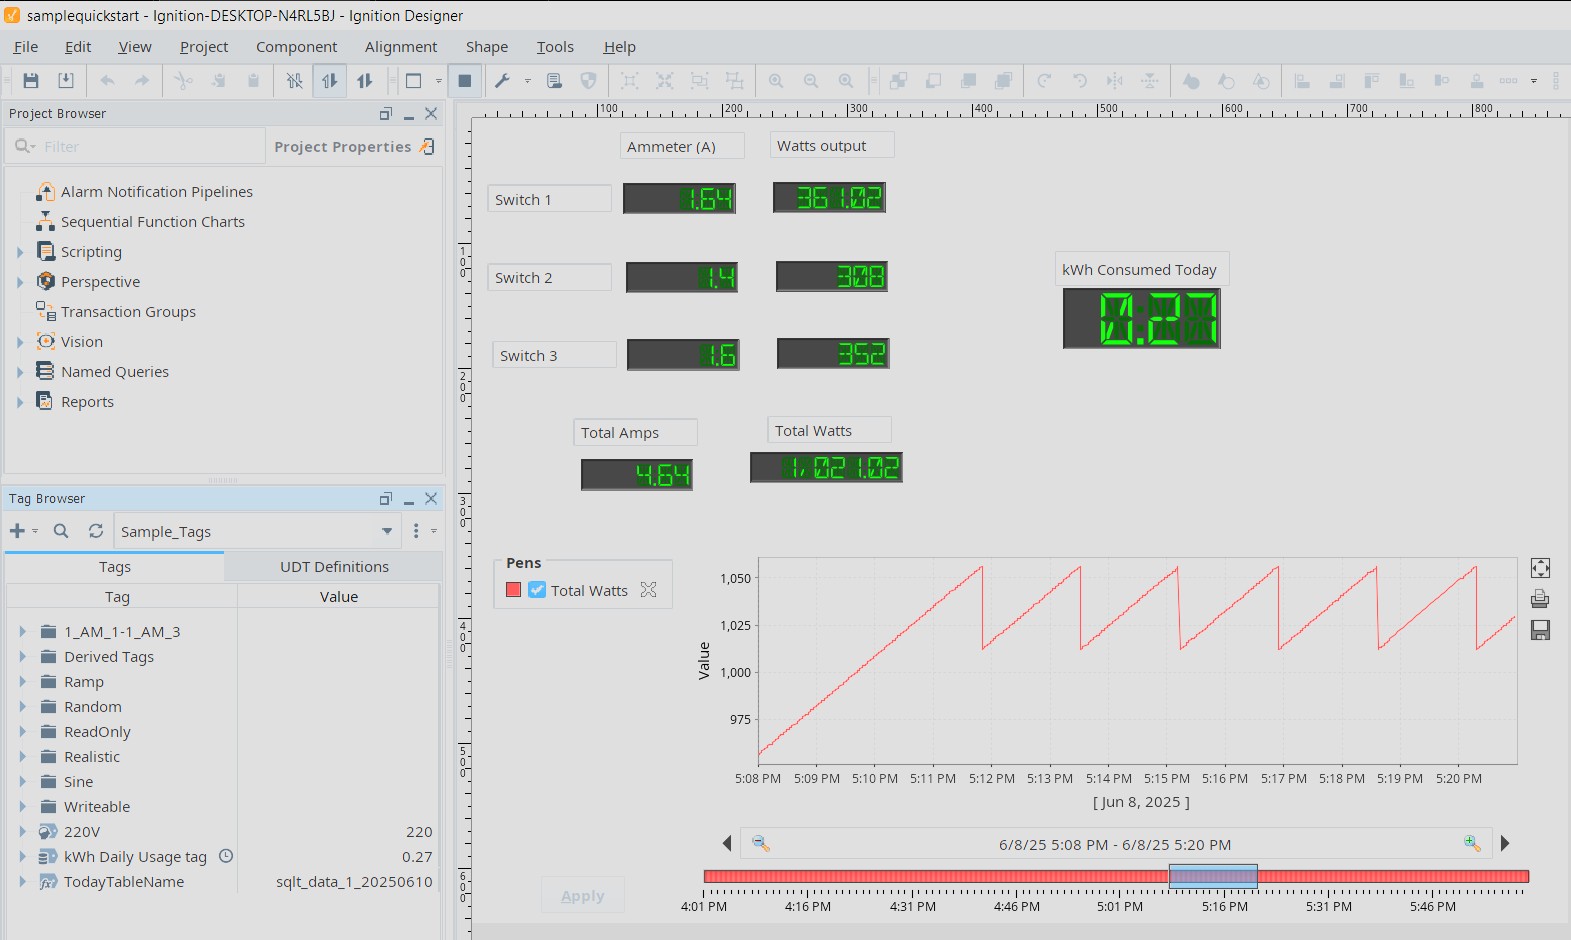 samplequickstart - Ignition-DESKTOP-N4RL5BJ - Ignition Designer
File Edit View Project Component Alignment Shape Tools Help
Project Browser
Filter
Project Properties
Alarm Notification Pipelines
Sequential Function Charts
Scripting
Perspective
Transaction Groups
Vision
Named Queries
Reports
Tag Browser
Sample_Tags
Tags UDT Definitions
Tag Value
1_AM_1-1_AM_3
Derived Tags
Ramp
Random
ReadOnly
Realistic
Sine
Writeable
220V 220
kWh Daily Usage tag 0.27
TodayTableName sqlt_data_1_20250610
100 200 300 400 500 600 700 800
100
200
300
400
500
600
Ammeter (A) Watts output
Switch 1 1.64 361.02
Switch 2 1.4 308
Switch 3 1.6 352
kWh Consumed Today
0.27
Total Amps Total Watts
4.64 1,021.02
Pens
Total Watts
Value
1,050
1,025
1,000
975
5:08 PM 5:09 PM 5:10 PM 5:11 PM 5:12 PM 5:13 PM 5:14 PM 5:15 PM 5:16 PM 5:17 PM 5:18 PM 5:19 PM 5:20 PM
[ Jun 8, 2025 ]
6/8/25 5:08 PM - 6/8/25 5:20 PM
4:01 PM 4:16 PM 4:31 PM 4:46 PM 5:01 PM 5:16 PM 5:31 PM 5:46 PM
Apply